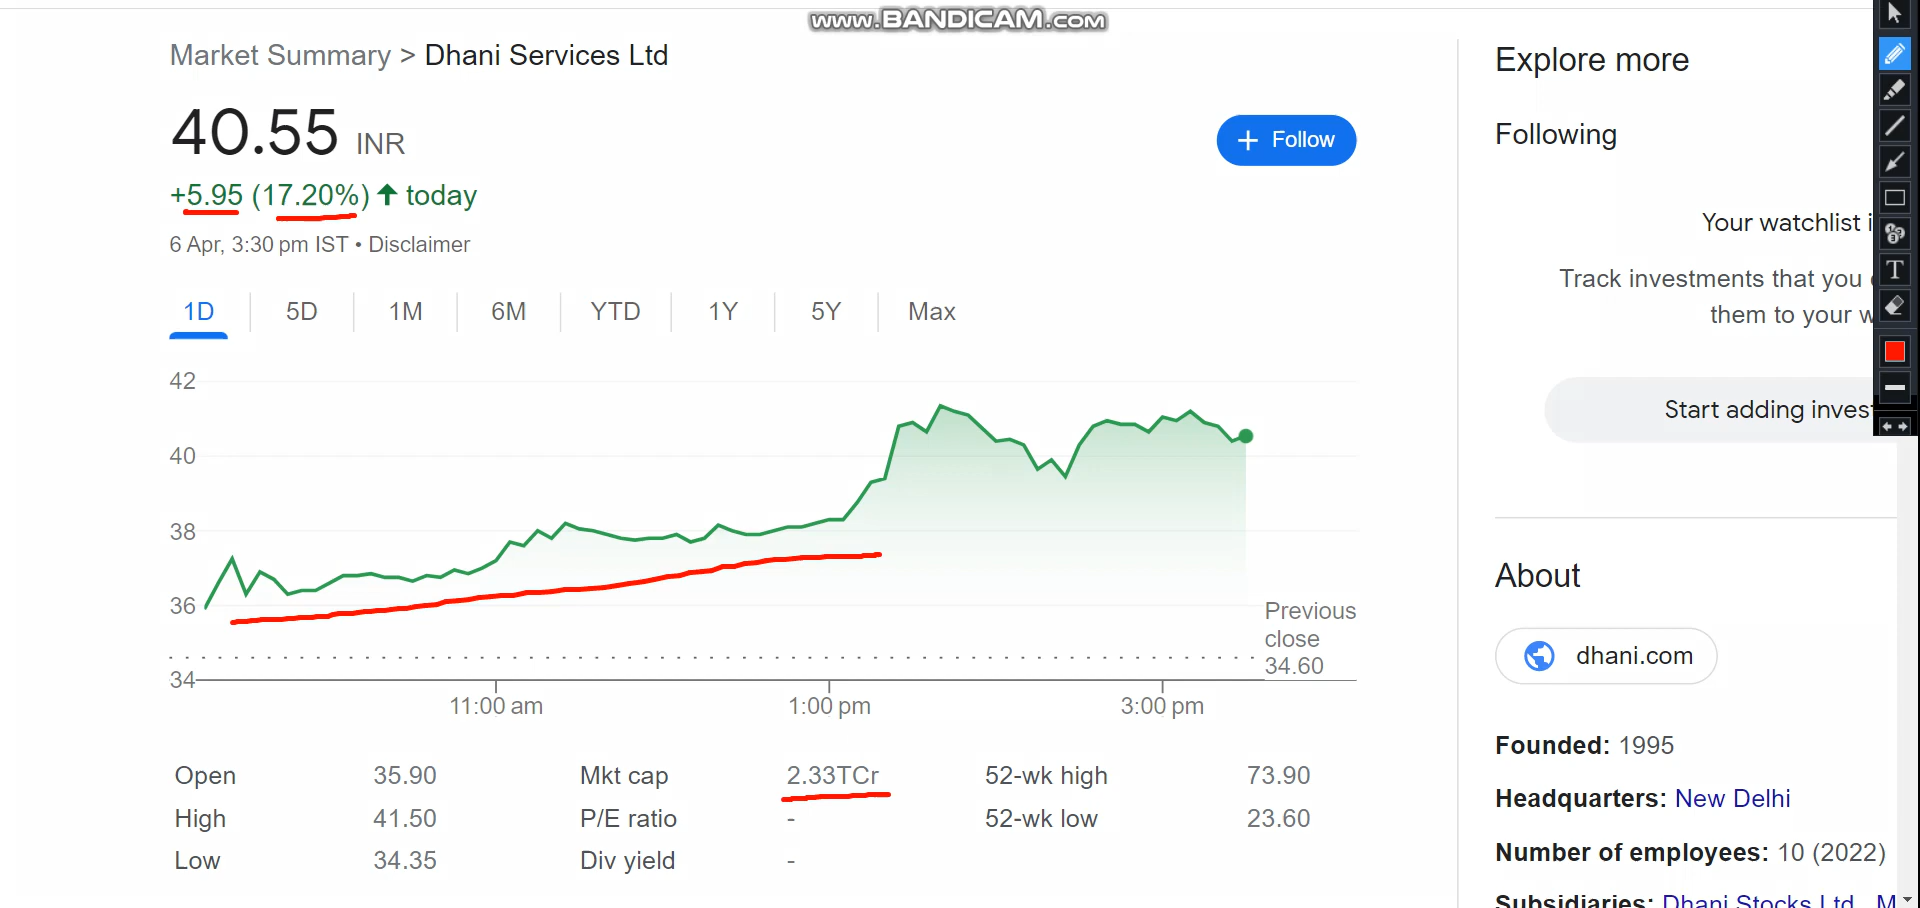 www.BANDICAM.com
Market Summary > Dhani Services Ltd
40.55 INR
+ Follow
+5.95 (17.20%) ↑ today
6 Apr, 3:30 pm IST • Disclaimer
1D 5D 1M 6M YTD 1Y 5Y Max
42
40
38
36
34
Previous
close
34.60
11:00 am 1:00 pm 3:00 pm
Open 35.90 Mkt cap 2.33TCr 52-wk high 73.90
High 41.50 P/E ratio - 52-wk low 23.60
Low 34.35 Div yield -
Explore more
Following
Your watchlist i
Track investments that you
them to your w
Start adding invest
About
dhani.com
Founded: 1995
Headquarters: New Delhi
Number of employees: 10 (2022)
Subsidiaries: Dhani Stocks Ltd., M
T